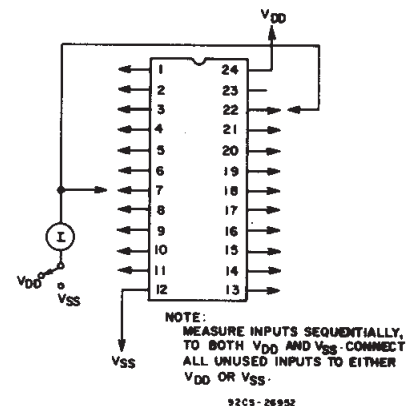 VDD
1 24
2 23
3 22
4 21
5 20
6 19
7 18
8 17
9 16
10 15
11 14
12 13
I
VDD
VSS
VSS
NOTE:
MEASURE INPUTS SEQUENTIALLY,
TO BOTH VDD AND VSS. CONNECT
ALL UNUSED INPUTS TO EITHER
VDD OR VSS.
92CS-26952